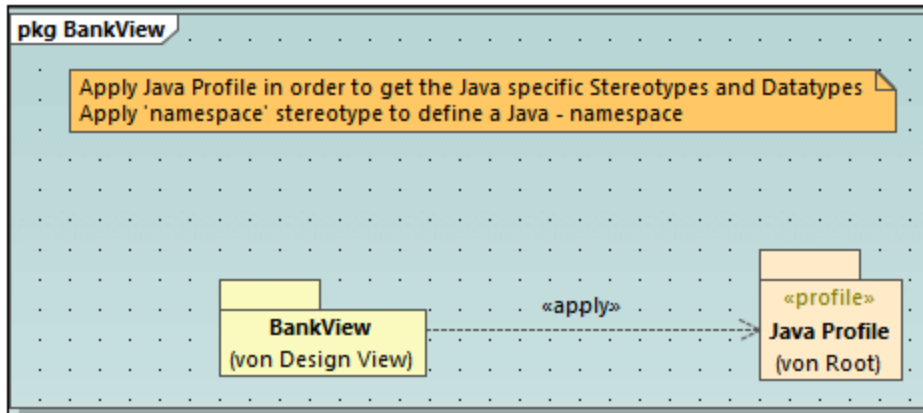 pkg BankView
Apply Java Profile in order to get the Java specific Stereotypes and Datatypes
Apply 'namespace' stereotype to define a Java - namespace
«apply»
BankView
(von Design View)
«profile»
Java Profile
(von Root)